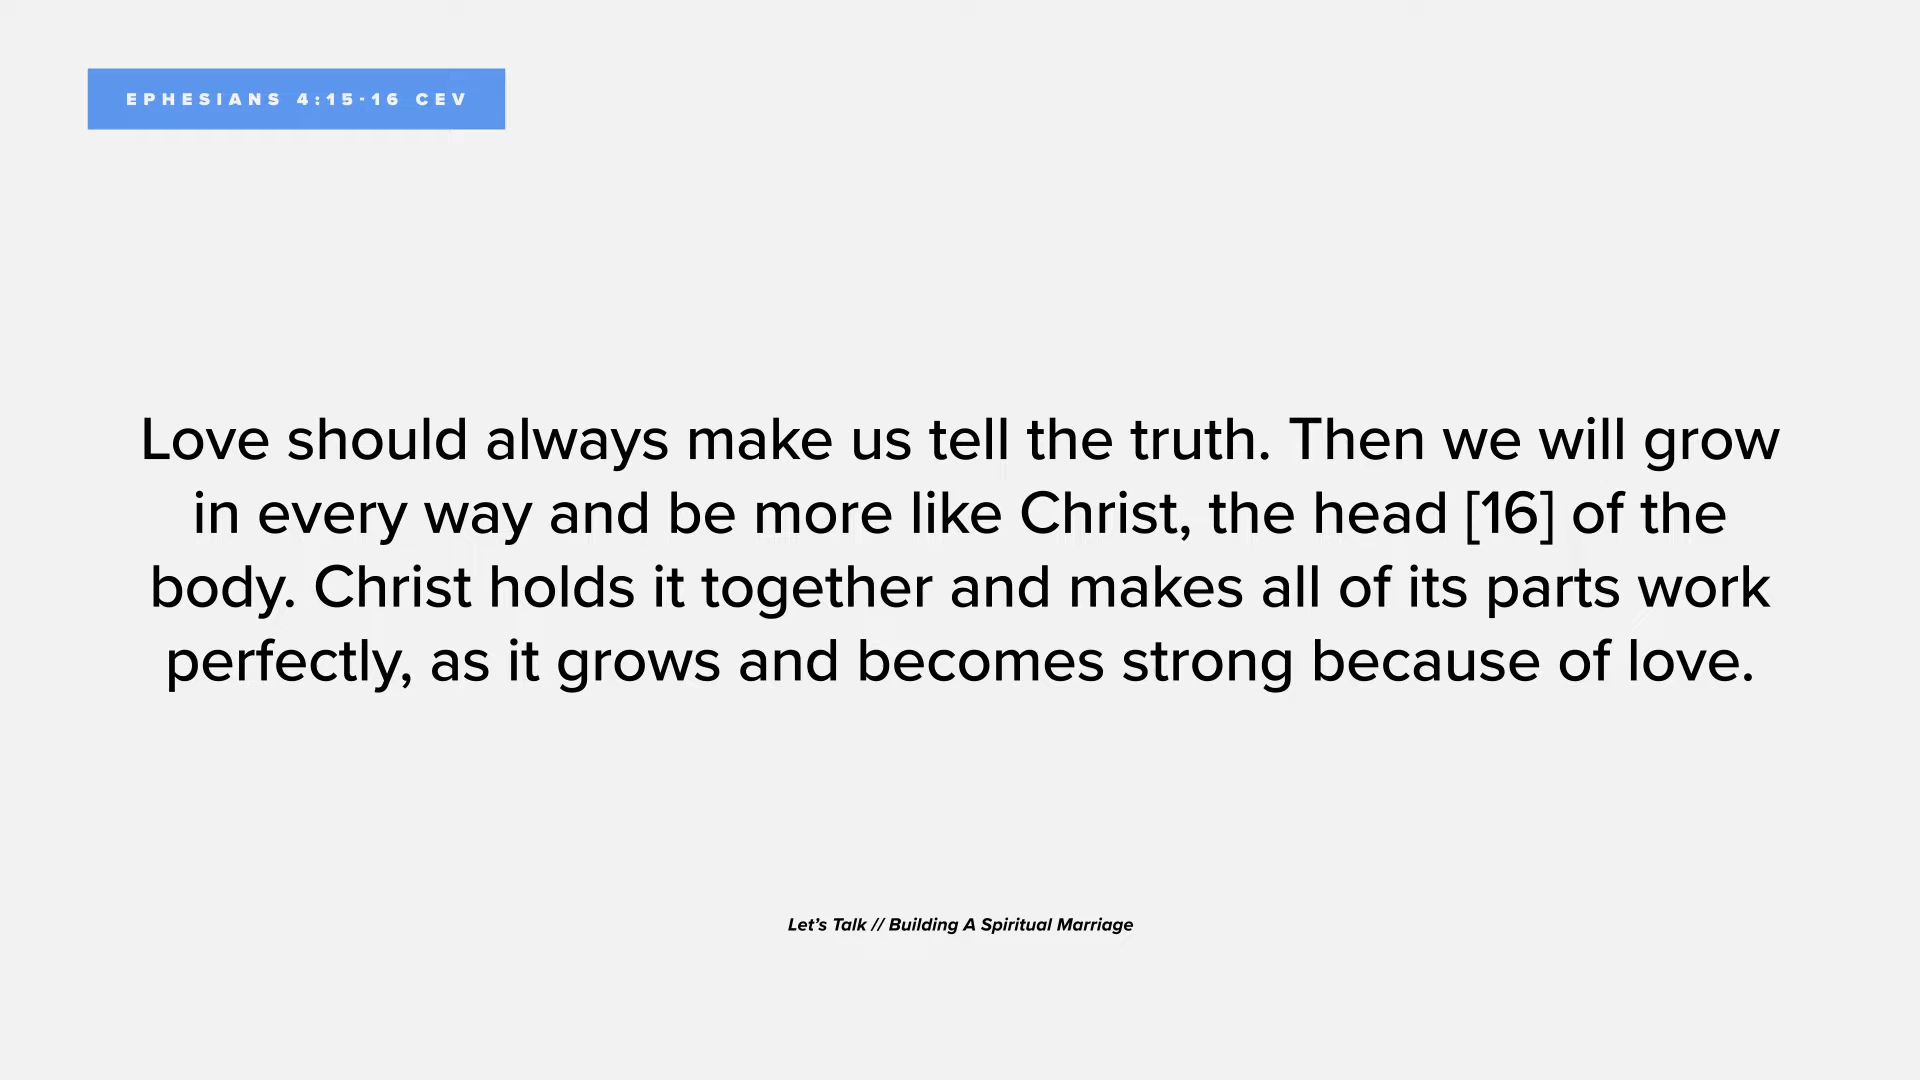 EPHESIANS 4:15-16 CEV
Love should always make us tell the truth. Then we will grow
in every way and be more like Christ, the head [16] of the
body. Christ holds it together and makes all of its parts work
perfectly, as it grows and becomes strong because of love.
Let’s Talk // Building A Spiritual Marriage